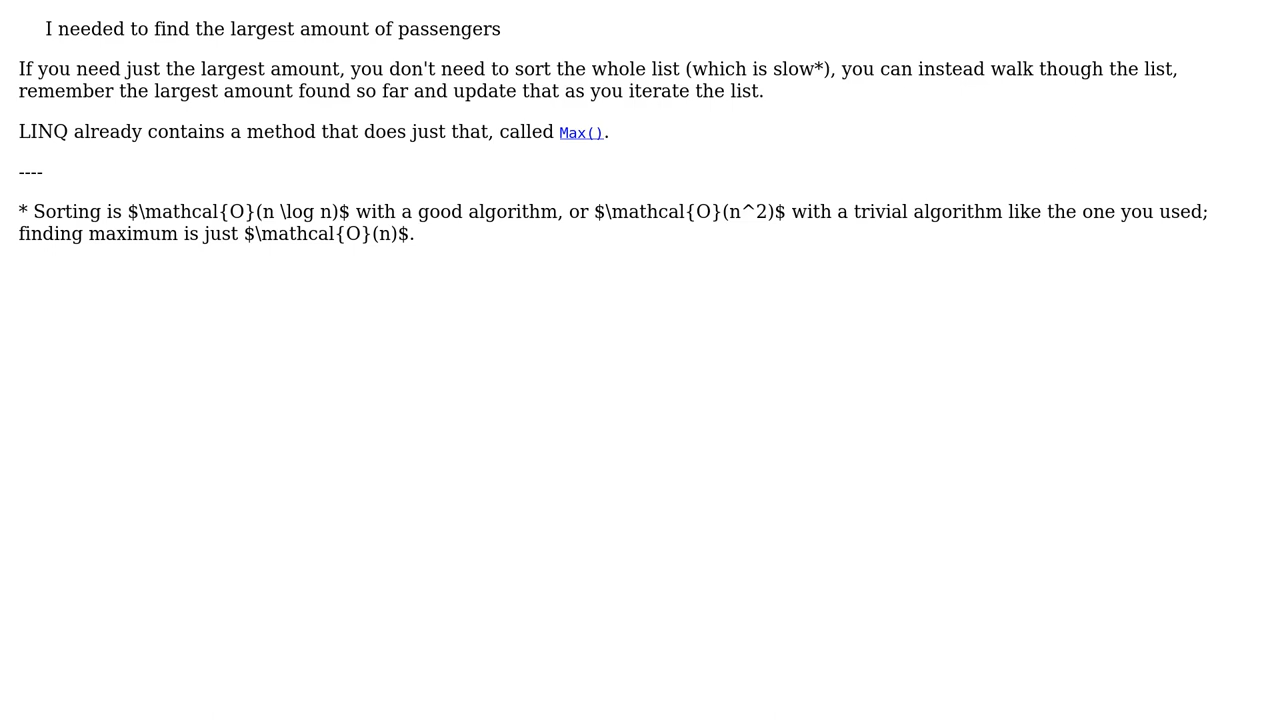 I needed to find the largest amount of passengers
If you need just the largest amount, you don't need to sort the whole list (which is slow*), you can instead walk though the list,
remember the largest amount found so far and update that as you iterate the list.
LINQ already contains a method that does just that, called Max().
----
* Sorting is $\mathcal{O}(n \log n)$ with a good algorithm, or $\mathcal{O}(n^2)$ with a trivial algorithm like the one you used;
finding maximum is just $\mathcal{O}(n)$.